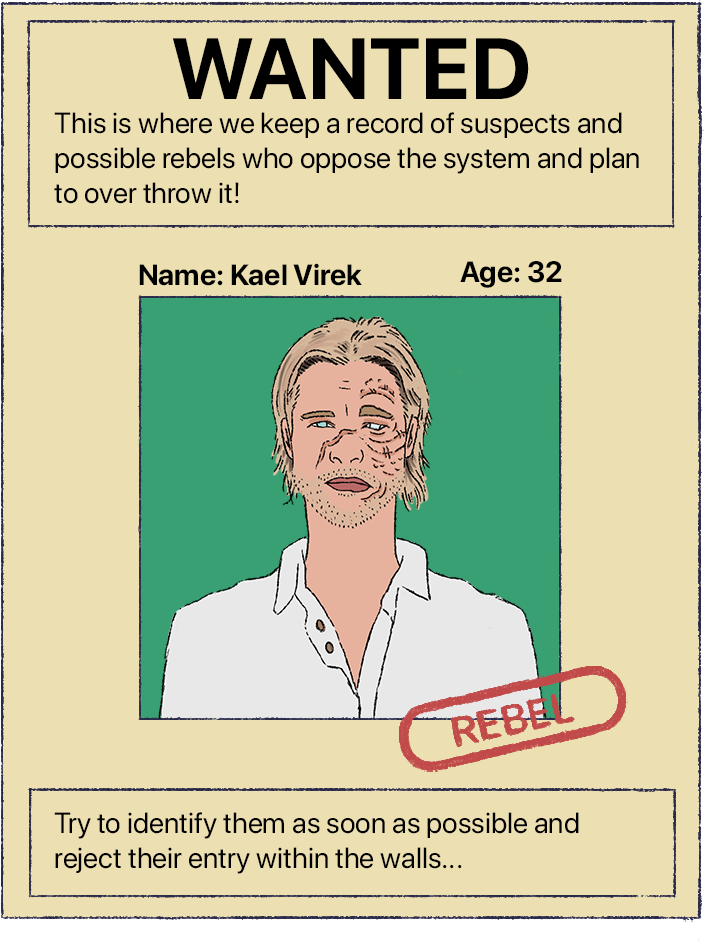 WANTED
This is where we keep a record of suspects and
possible rebels who oppose the system and plan
to over throw it!
Name: Kael Virek
Age: 32
REBEL
Try to identify them as soon as possible and
reject their entry within the walls...